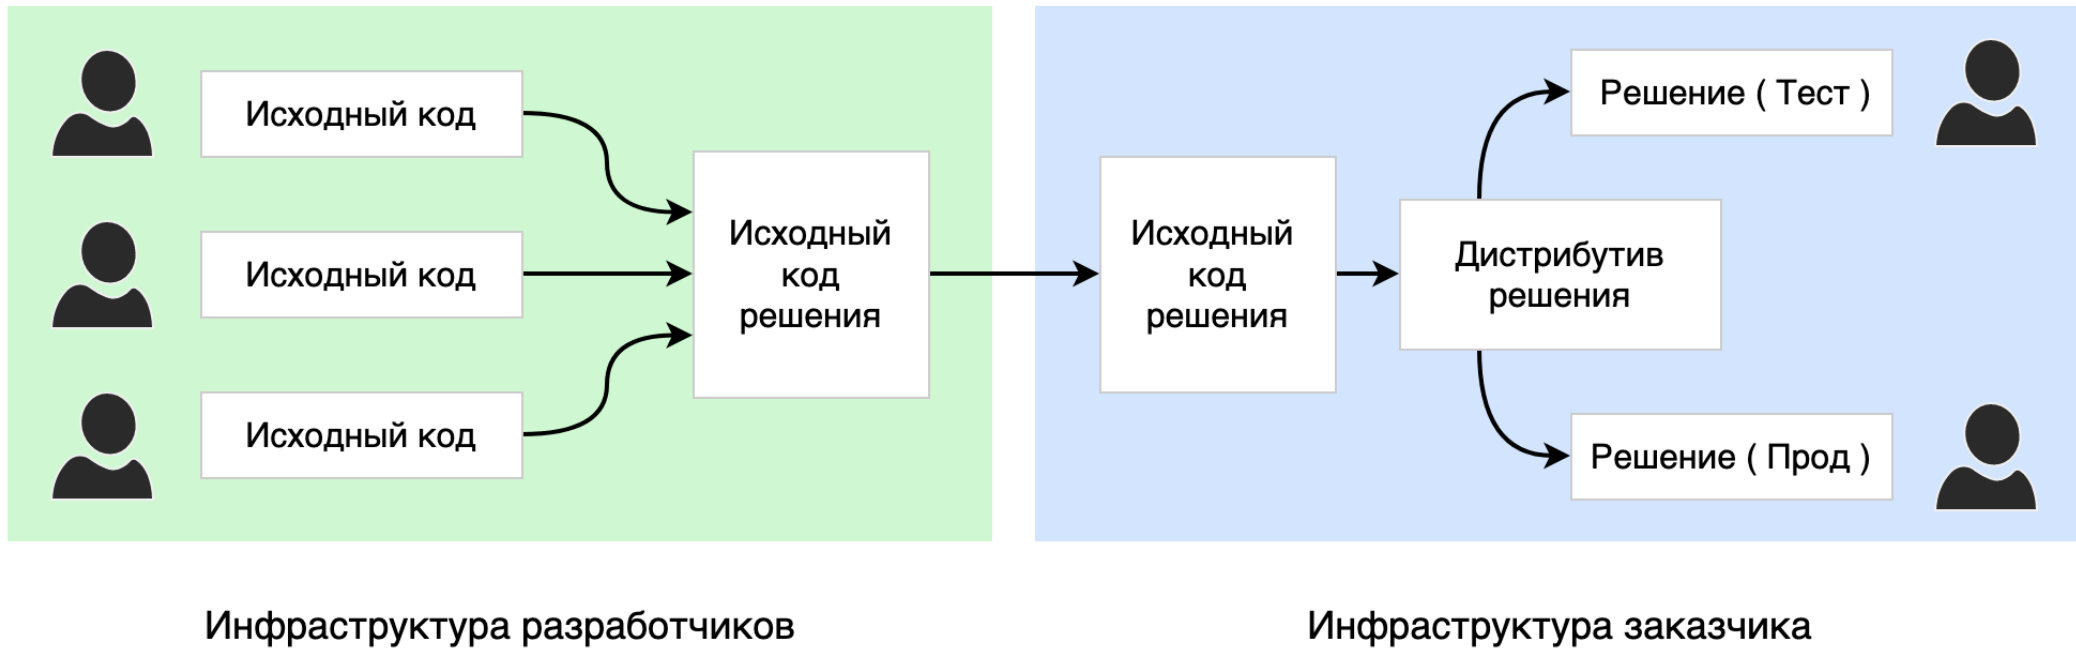 Исходный код
Исходный код
Исходный код
Исходный
код
решения
Исходный
код
решения
Дистрибутив
решения
Решение ( Тест )
Решение ( Прод )
Инфраструктура разработчиков
Инфраструктура заказчика